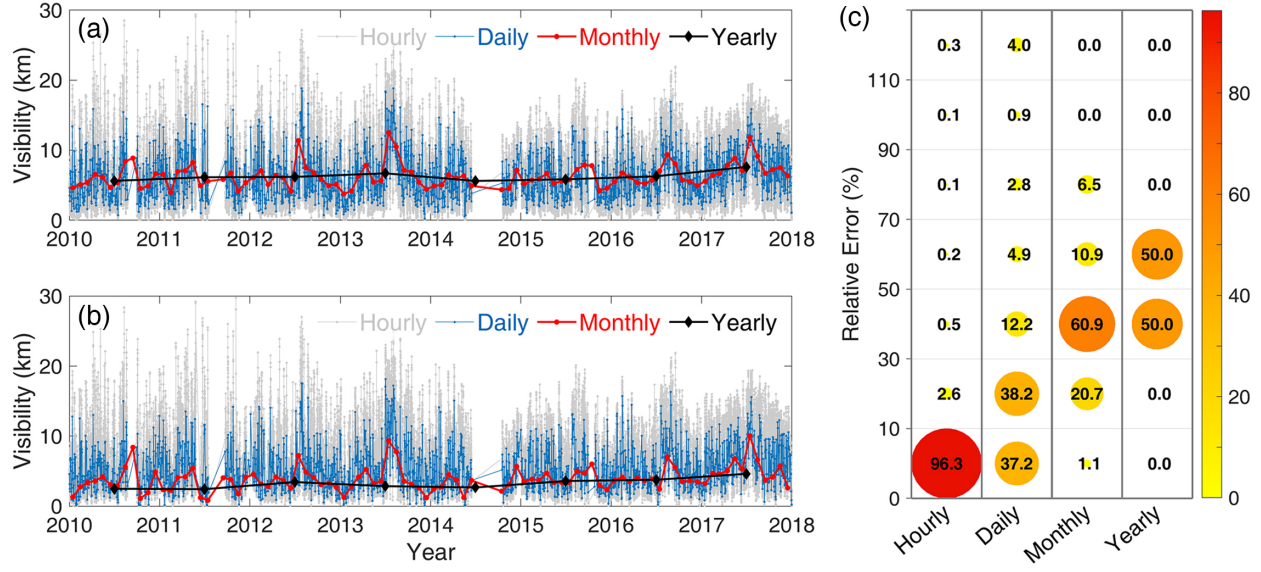 (a)
Hourly Daily Monthly Yearly
Visibility (km)
30
20
10
0
2010 2011 2012 2013 2014 2015 2016 2017 2018
(b)
Hourly Daily Monthly Yearly
Visibility (km)
30
20
10
0
2010 2011 2012 2013 2014 2015 2016 2017 2018
Year
(c)
Relative Error (%)
0.3 4.0 0.0 0.0
110
0.1 0.9 0.0 0.0
90
0.1 2.8 6.5 0.0
70
0.2 4.9 10.9 50.0
50
0.5 12.2 60.9 50.0
30
2.6 38.2 20.7 0.0
10
96.3 37.2 1.1 0.0
0
Hourly Daily Monthly Yearly
80
60
40
20
0